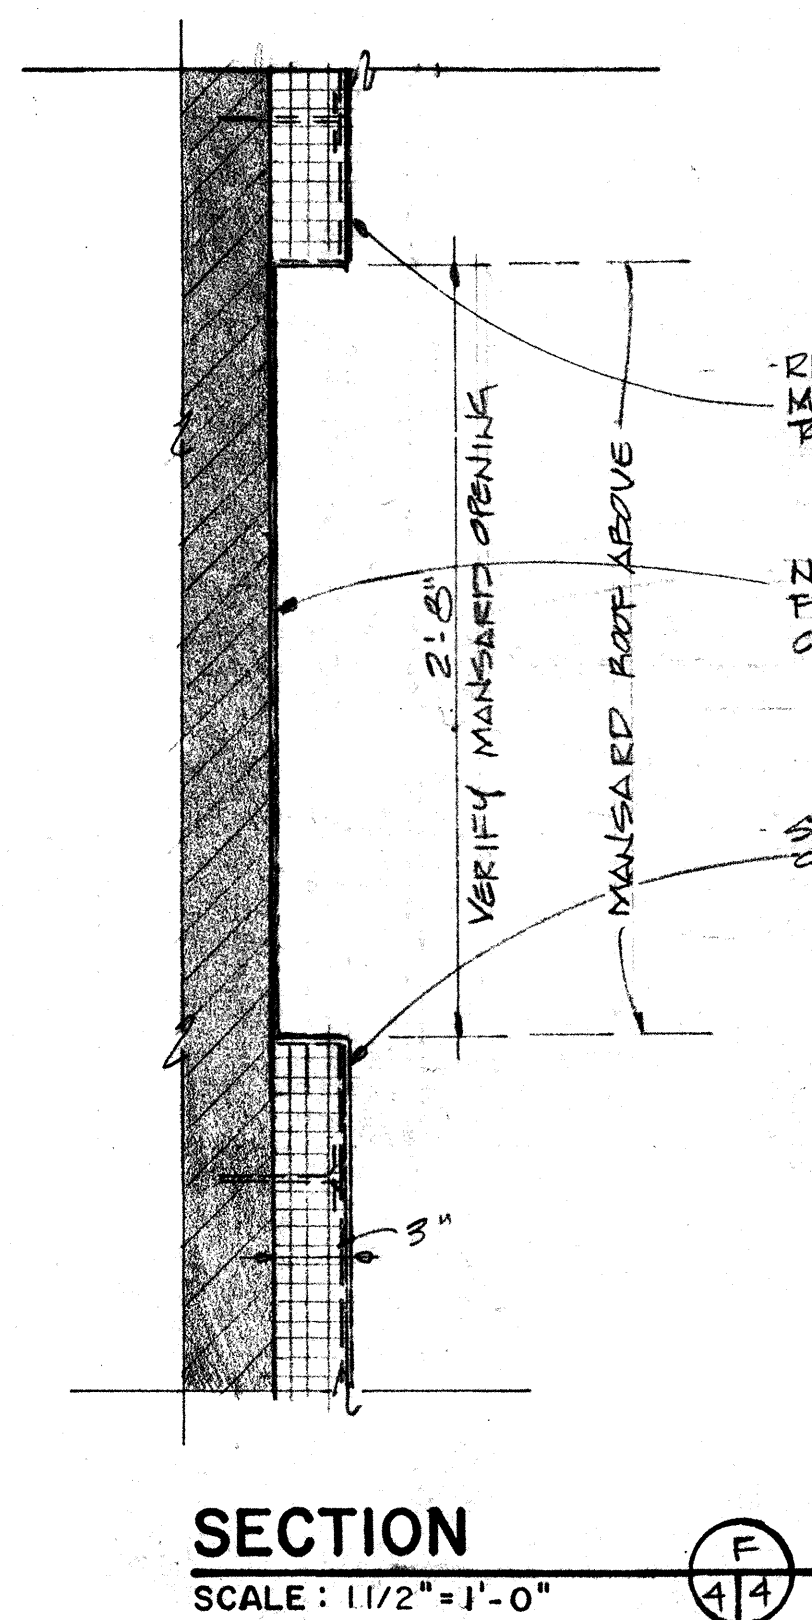 2'-8"
VERIFY MANSARD OPENING
MANSARD ROOF ABOVE
3"
SECTION
SCALE: 1 1/2" = 1'-0"
F
4 4